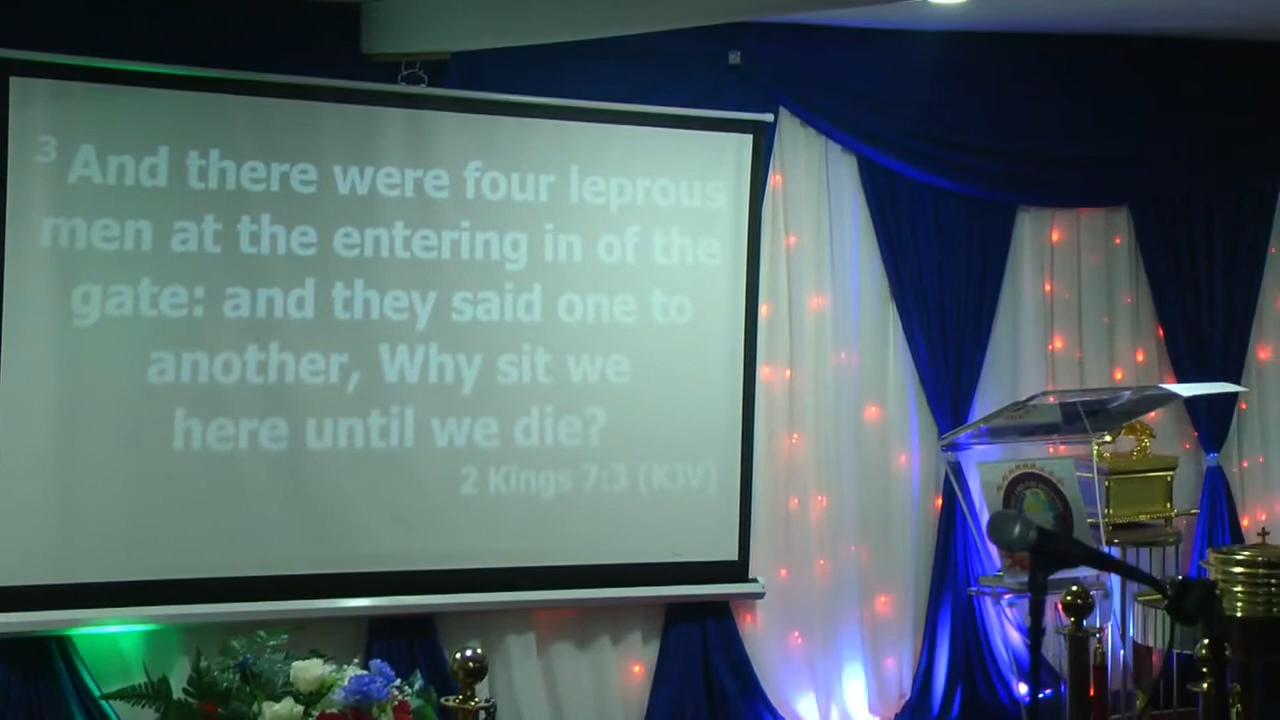 3 And there were four leprous
men at the entering in of the
gate: and they said one to
another, Why sit we
here until we die?
2 Kings 7:3 (KJV)